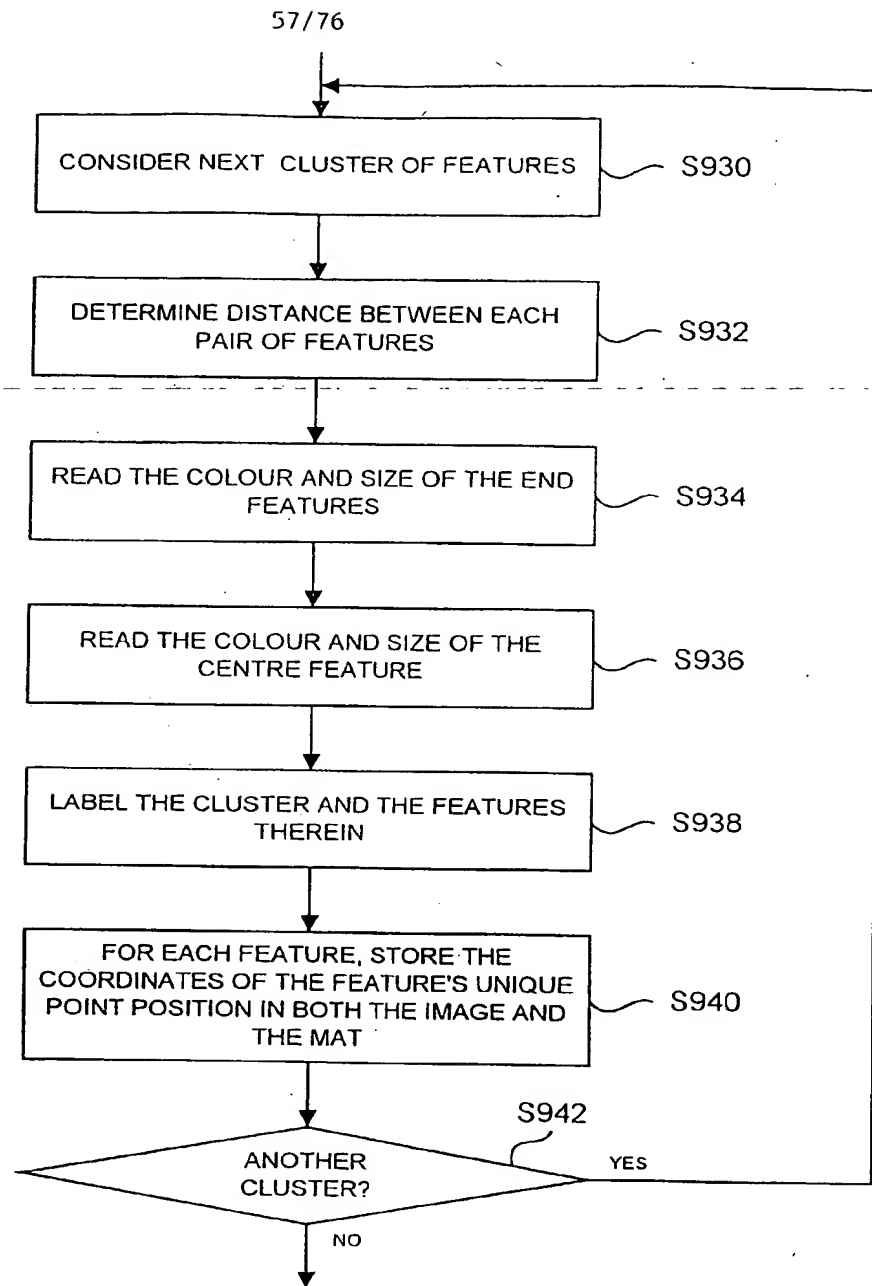 57/76
CONSIDER NEXT CLUSTER OF FEATURES
S930
DETERMINE DISTANCE BETWEEN EACH
PAIR OF FEATURES
S932
READ THE COLOUR AND SIZE OF THE END
FEATURES
S934
READ THE COLOUR AND SIZE OF THE
CENTRE FEATURE
S936
LABEL THE CLUSTER AND THE FEATURES
THEREIN
S938
FOR EACH FEATURE, STORE THE
COORDINATES OF THE FEATURE'S UNIQUE
POINT POSITION IN BOTH THE IMAGE AND
THE MAT
S940
S942
ANOTHER
CLUSTER?
YES
NO